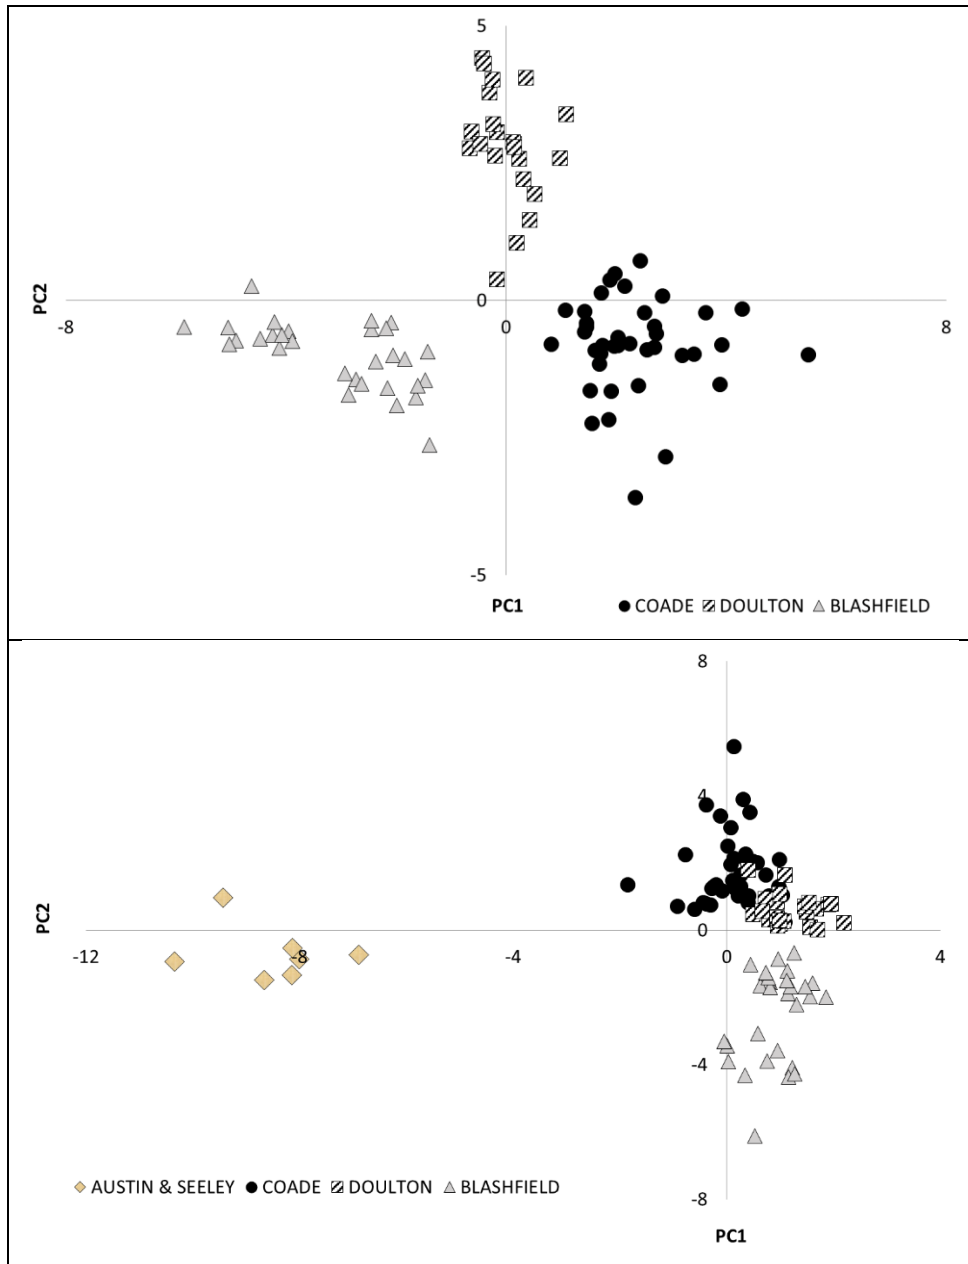 5
PC2
0
-8
0
8
-5
PC1
COADE DOULTON BLASHFIELD
8
4
PC2
0
-12
-8
-4
0
4
-4
AUSTIN & SEELEY COADE DOULTON BLASHFIELD
-8
PC1